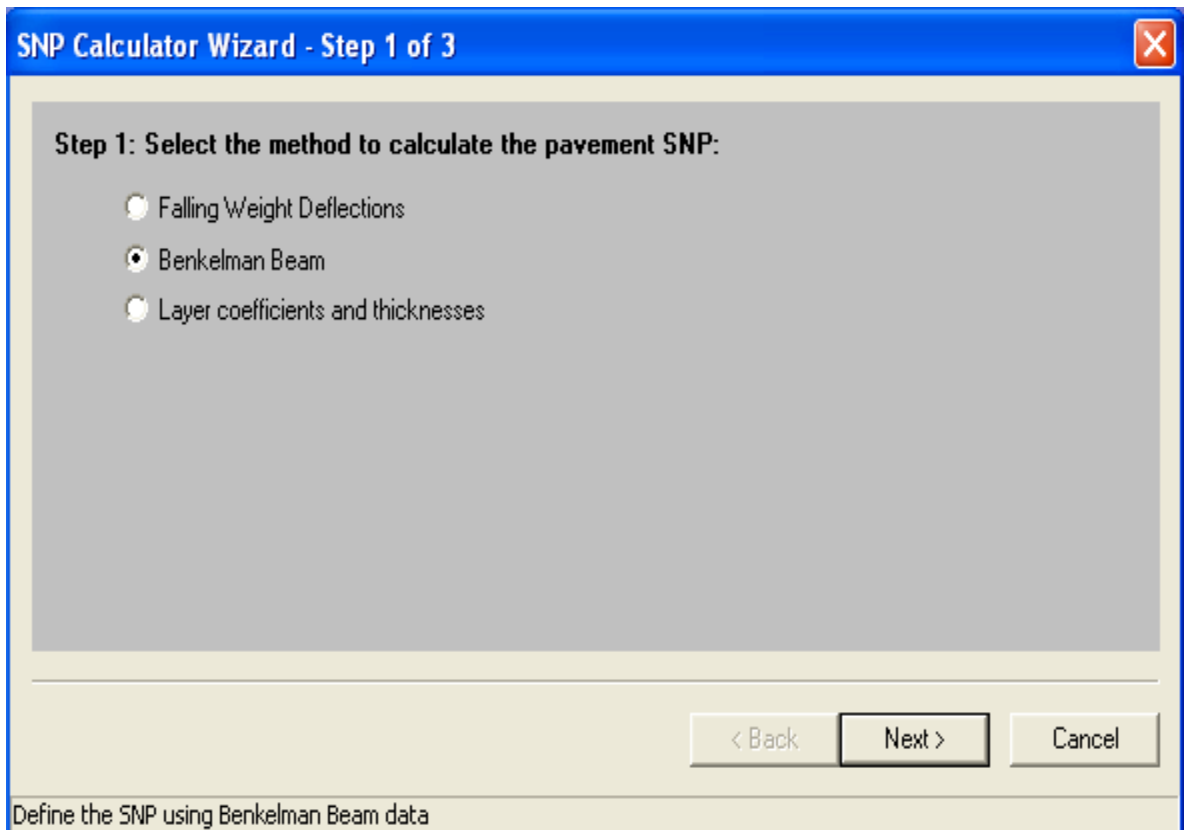 SNP Calculator Wizard - Step 1 of 3
Step 1: Select the method to calculate the pavement SNP:
Falling Weight Deflections
Benkelman Beam
Layer coefficients and thicknesses
< Back
Next >
Cancel
Define the SNP using Benkelman Beam data